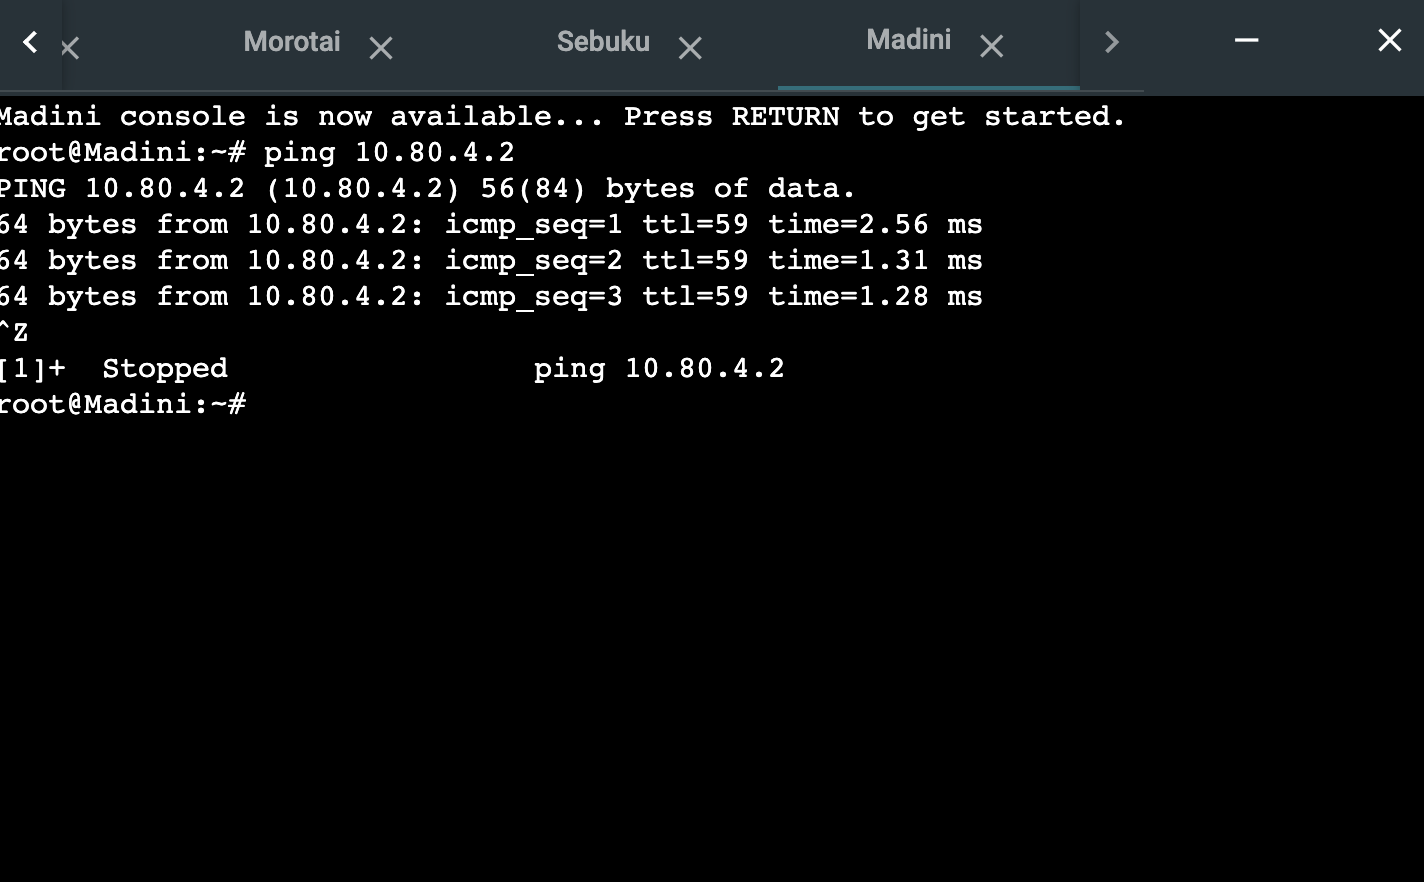 Morotai Sebuku Madini
Madini console is now available... Press RETURN to get started.
root@Madini:~# ping 10.80.4.2
PING 10.80.4.2 (10.80.4.2) 56(84) bytes of data.
64 bytes from 10.80.4.2: icmp_seq=1 ttl=59 time=2.56 ms
64 bytes from 10.80.4.2: icmp_seq=2 ttl=59 time=1.31 ms
64 bytes from 10.80.4.2: icmp_seq=3 ttl=59 time=1.28 ms
^Z
[1]+  Stopped                 ping 10.80.4.2
root@Madini:~#